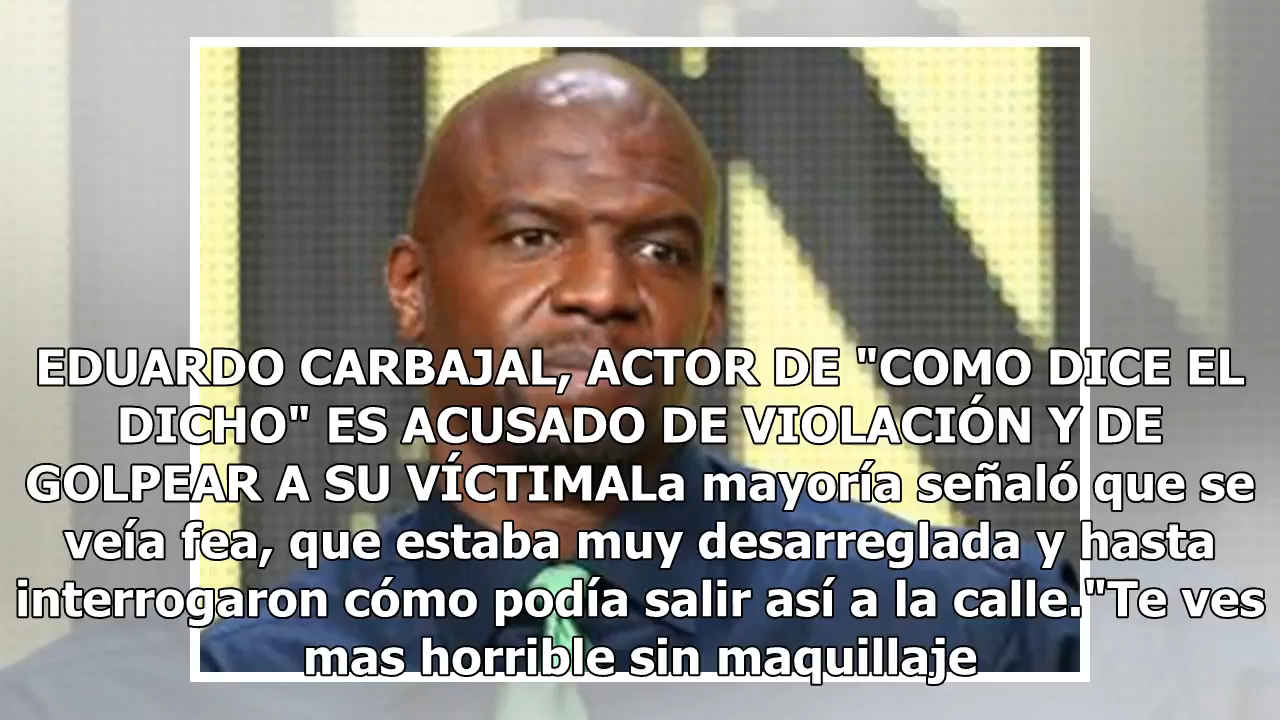 EDUARDO CARBAJAL, ACTOR DE "COMO DICE EL
DICHO" ES ACUSADO DE VIOLACIÓN Y DE
GOLPEAR A SU VÍCTIMALa mayoría señaló que se
veía fea, que estaba muy desarreglada y hasta
interrogaron cómo podía salir así a la calle."Te ves
mas horrible sin maquillaje